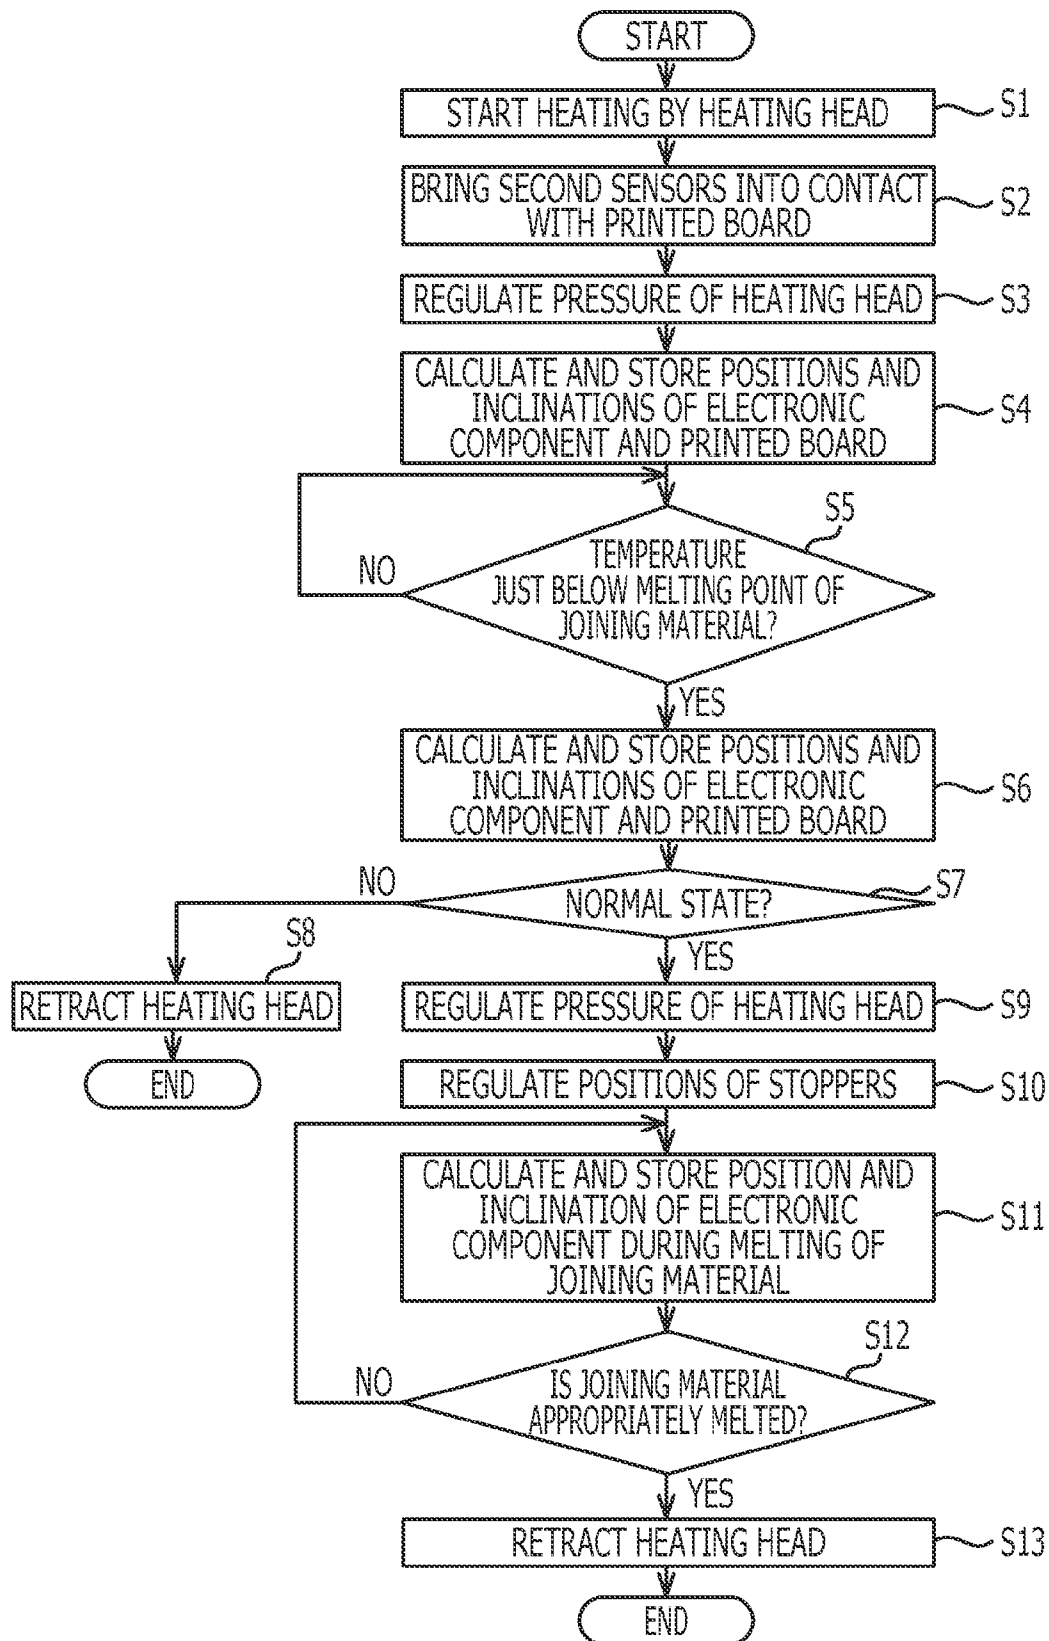 START
START HEATING BY HEATING HEAD
S1
BRING SECOND SENSORS INTO CONTACT
WITH PRINTED BOARD
S2
REGULATE PRESSURE OF HEATING HEAD
S3
CALCULATE AND STORE POSITIONS AND
INCLINATIONS OF ELECTRONIC
COMPONENT AND PRINTED BOARD
S4
S5
TEMPERATURE
JUST BELOW MELTING POINT OF
JOINING MATERIAL?
NO
YES
CALCULATE AND STORE POSITIONS AND
INCLINATIONS OF ELECTRONIC
COMPONENT AND PRINTED BOARD
S6
NO
NORMAL STATE?
S7
YES
S8
RETRACT HEATING HEAD
END
REGULATE PRESSURE OF HEATING HEAD
S9
REGULATE POSITIONS OF STOPPERS
S10
CALCULATE AND STORE POSITION AND
INCLINATION OF ELECTRONIC
COMPONENT DURING MELTING OF
JOINING MATERIAL
S11
S12
NO
IS JOINING MATERIAL
APPROPRIATELY MELTED?
YES
RETRACT HEATING HEAD
S13
END